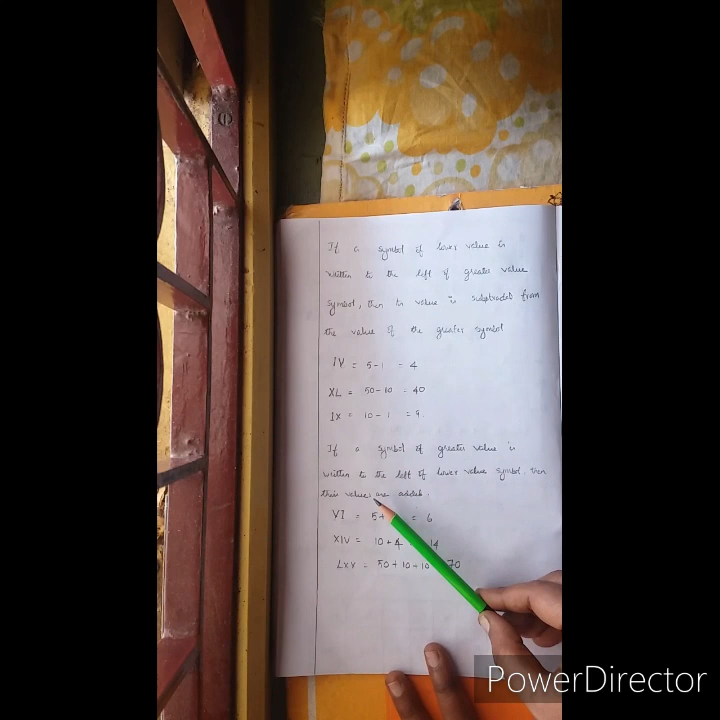 If a symbol of lower value is
written to the left of greater value
symbol, then its value is subtracted from
the value of the greater symbol
IV = 5-1 = 4
XL = 50-10 = 40
IX = 10-1 = 9.
If a symbol of greater value is
written to the left of lower value symbol. then
their values are added.
VI = 5+ = 6
XIV = 10+4 14
LXX = 50+10+10 70
PowerDirector